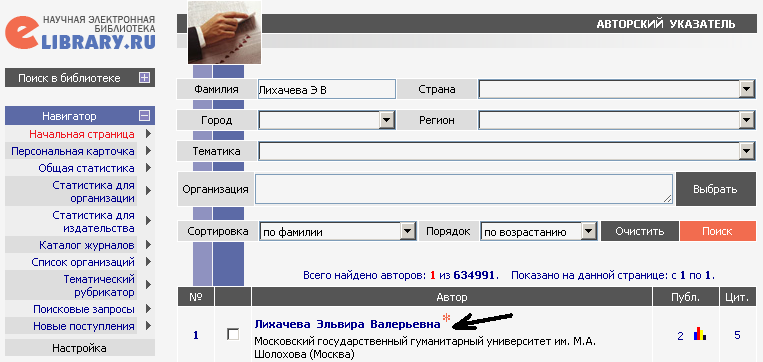 НАУЧНАЯ ЭЛЕКТРОННАЯ
БИБЛИОТЕКА
eLIBRARY.RU
АВТОРСКИЙ УКАЗАТЕЛЬ
Поиск в библиотеке
Навигатор
Начальная страница
Персональная карточка
Общая статистика
Статистика для
организации
Статистика для
издательства
Каталог журналов
Список организаций
Тематический
рубрикатор
Поисковые запросы
Новые поступления
Настройка
Фамилия Лихачева Э В Страна
Город Регион
Тематика
Организация Выбрать
Сортировка по фамилии Порядок по возрастанию Очистить Поиск
Всего найдено авторов: 1 из 634991. Показано на данной странице: с 1 по 1.
№ Автор Публ. Цит.
1 Лихачева Эльвира Валерьевна* 2 5
Московский государственный гуманитарный университет им. М.А.
Шолохова (Москва)